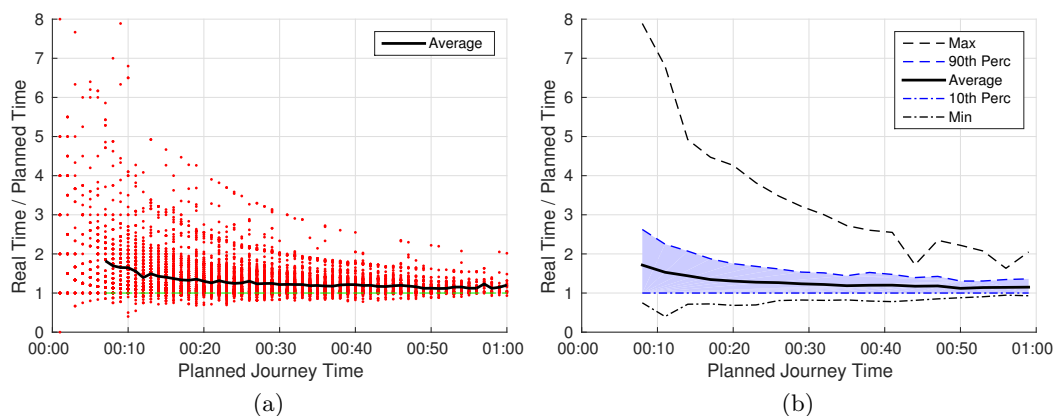 8
7
6
5
4
3
2
1
0
Real Time / Planned Time
Average
00:00 00:10 00:20 00:30 00:40 00:50 01:00
Planned Journey Time
(a)
8
7
6
5
4
3
2
1
0
Real Time / Planned Time
Max
90th Perc
Average
10th Perc
Min
00:00 00:10 00:20 00:30 00:40 00:50 01:00
Planned Journey Time
(b)